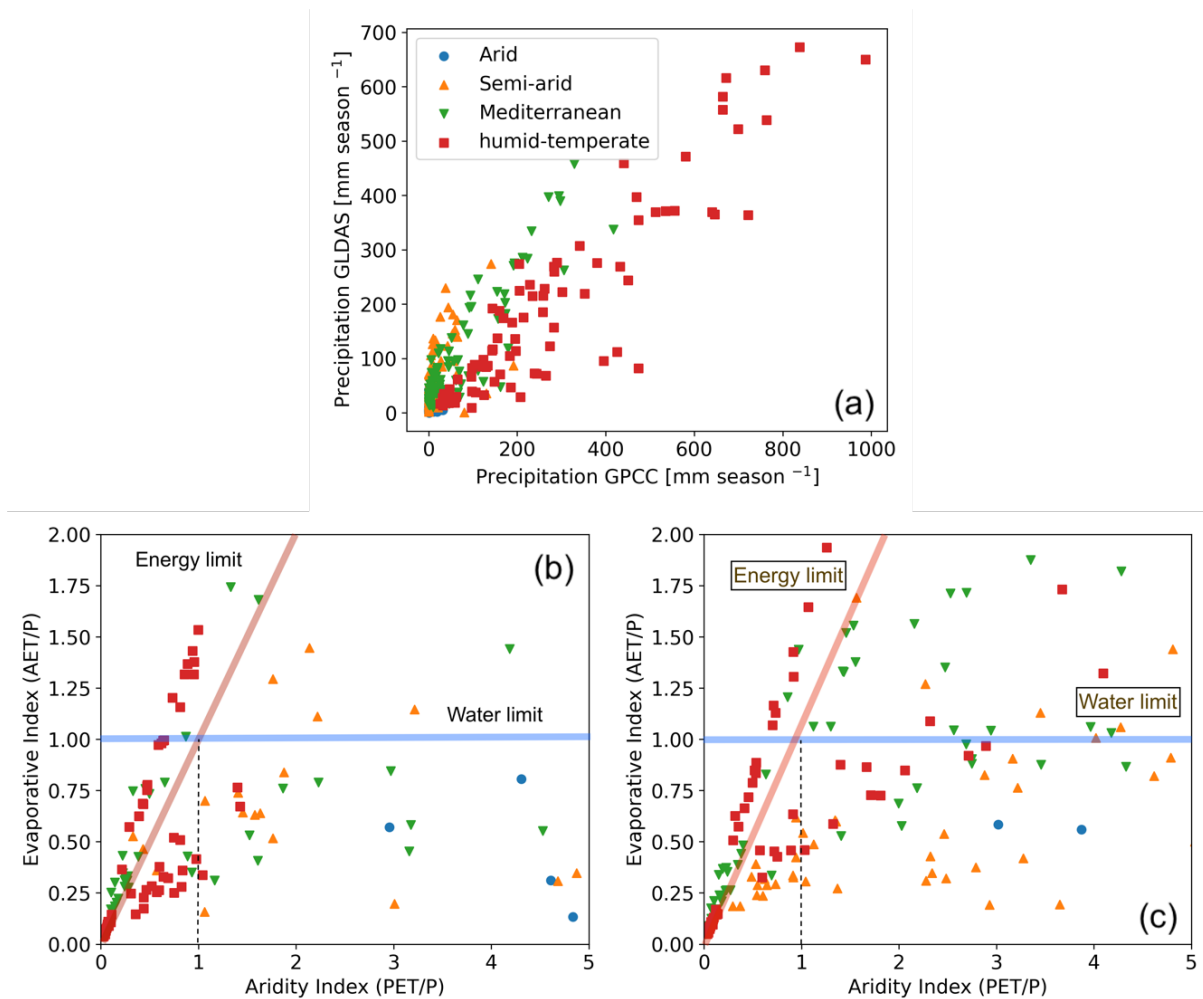 700
600
500
400
300
200
100
0
Precipitation GLDAS [mm season ⁻¹]
Arid
Semi-arid
Mediterranean
humid-temperate
(a)
0 200 400 600 800 1000
Precipitation GPCC [mm season ⁻¹]
2.00
1.75
1.50
1.25
1.00
0.75
0.50
0.25
0.00
Evaporative Index (AET/P)
Energy limit
(b)
Water limit
0 1 2 3 4 5
Aridity Index (PET/P)
2.00
1.75
1.50
1.25
1.00
0.75
0.50
0.25
0.00
Evaporative Index (AET/P)
Energy limit
Water limit
(c)
0 1 2 3 4 5
Aridity Index (PET/P)